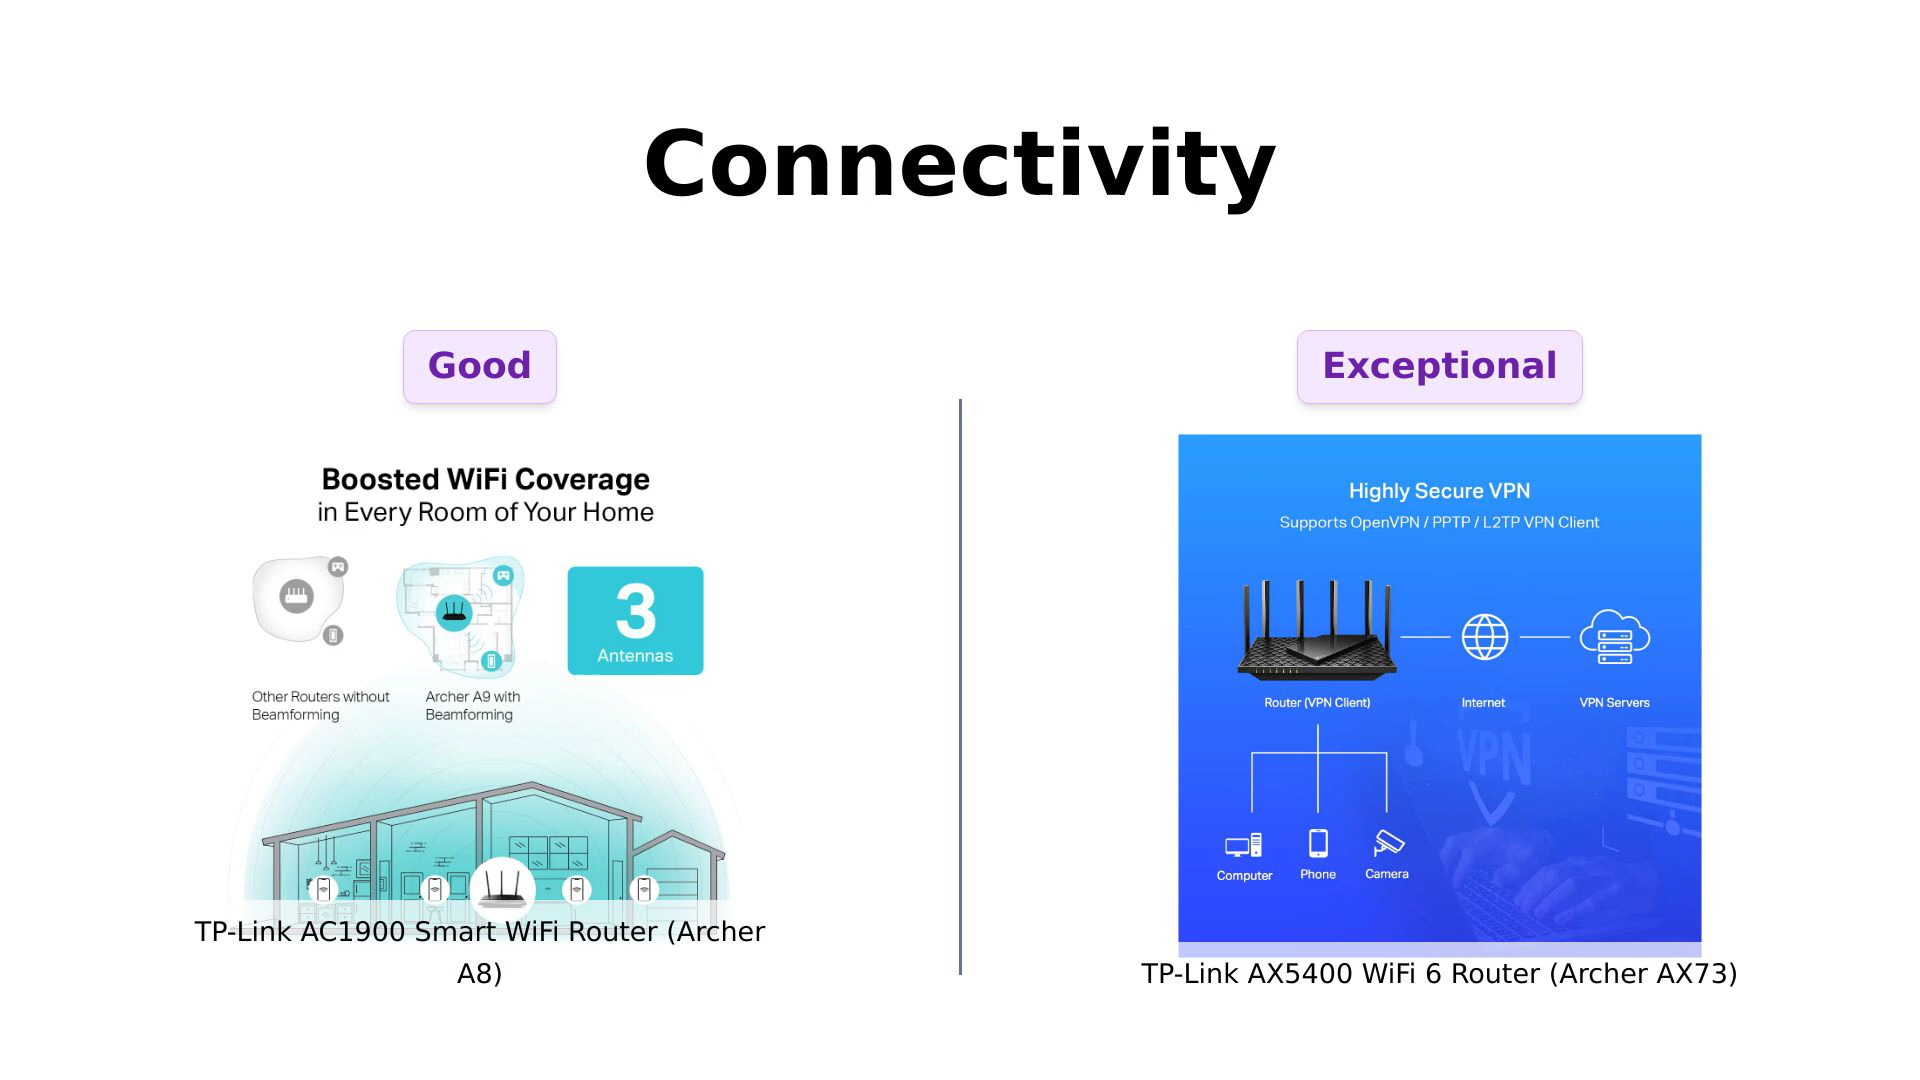 Connectivity
Good
Boosted WiFi Coverage
in Every Room of Your Home
3
Antennas
Other Routers without
Beamforming
Archer A9 with
Beamforming
TP-Link AC1900 Smart WiFi Router (Archer
A8)
Exceptional
Highly Secure VPN
Supports OpenVPN / PPTP / L2TP VPN Client
Router (VPN Client)
Internet
VPN Servers
VPN
Computer
Phone
Camera
TP-Link AX5400 WiFi 6 Router (Archer AX73)